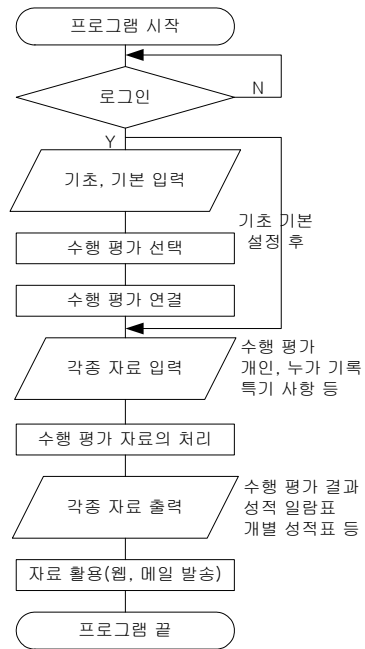 프로그램 시작
로그인
N
Y
기초, 기본 입력
기초 기본
설정 후
수행 평가 선택
수행 평가 연결
각종 자료 입력
수행 평가
개인, 누가 기록
특기 사항 등
수행 평가 자료의 처리
각종 자료 출력
수행 평가 결과
성적 일람표
개별 성적표 등
자료 활용(웹, 메일 발송)
프로그램 끝